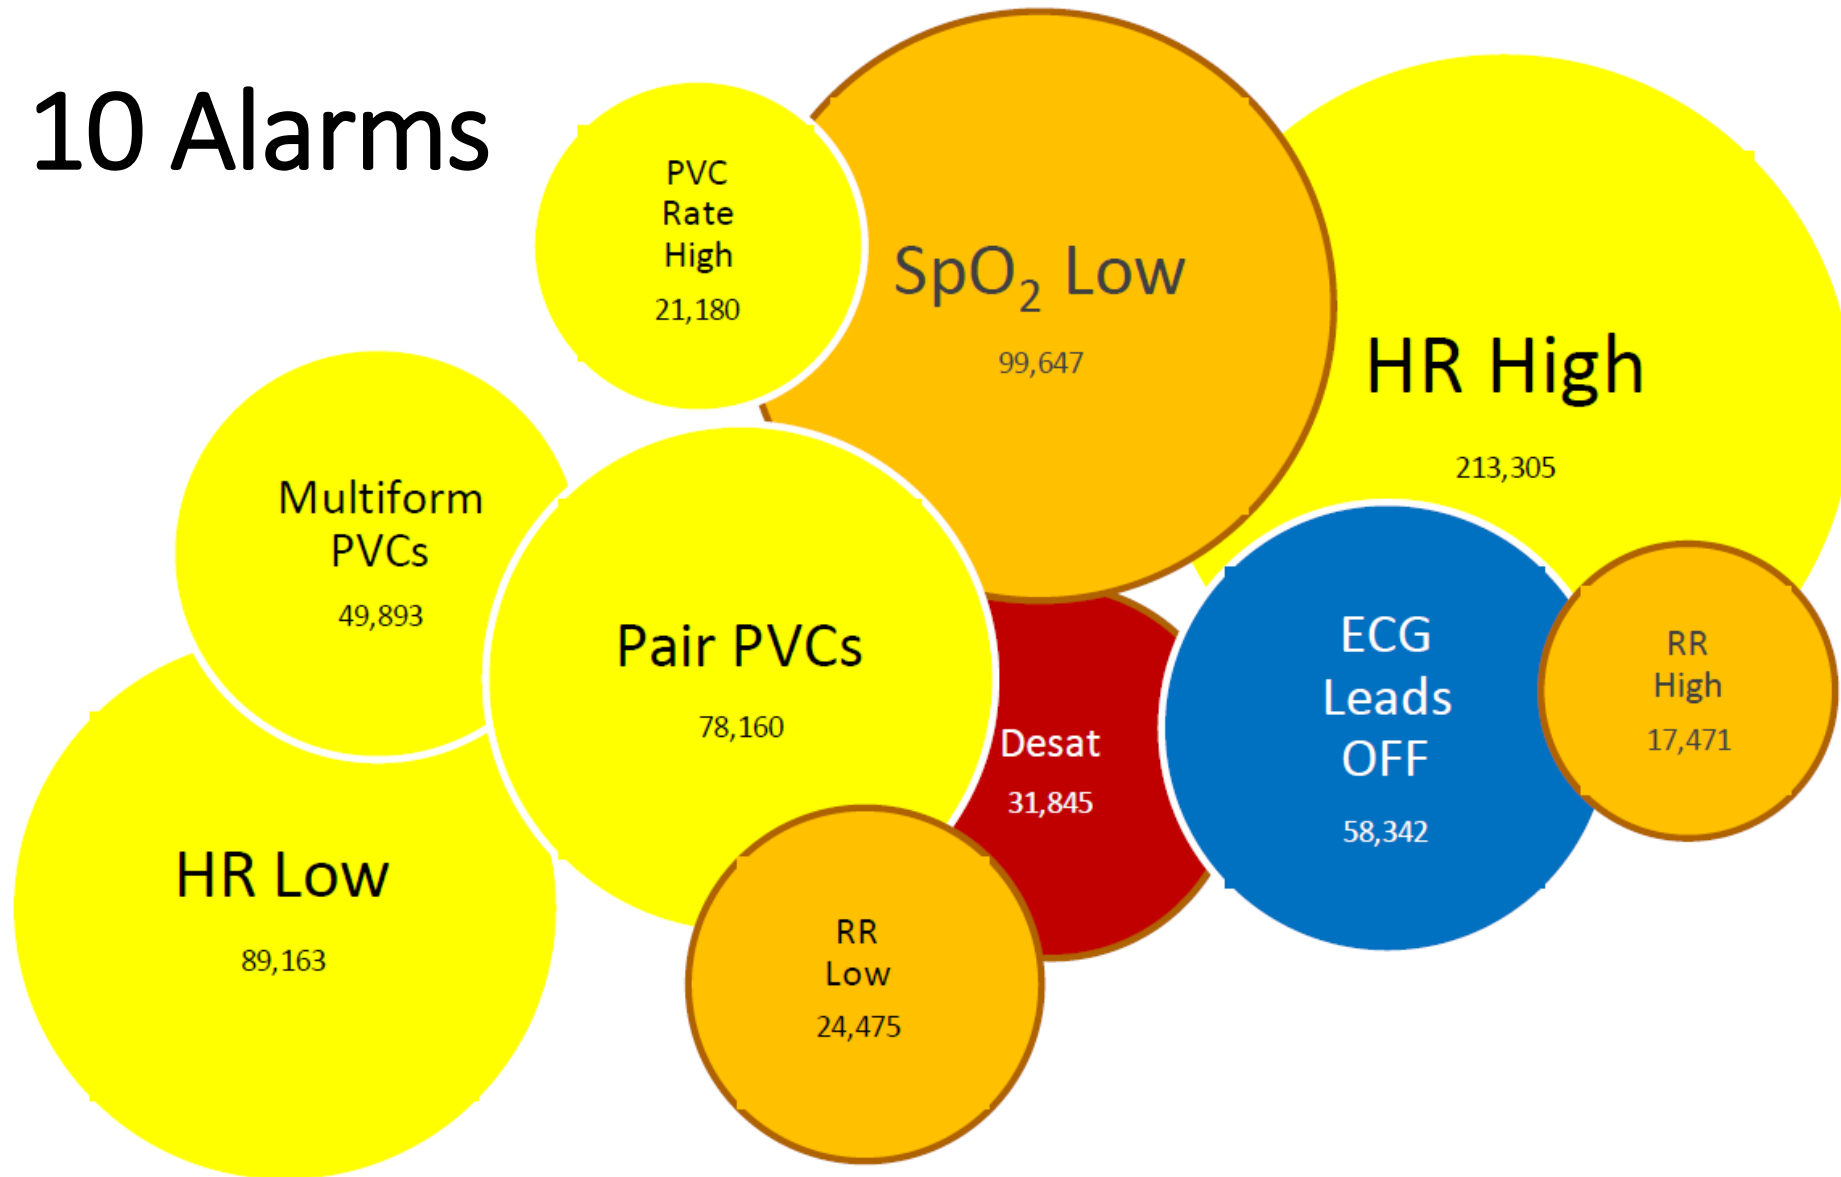 10 Alarms
PVC
Rate
High
21,180
SpO₂ Low
99,647
HR High
213,305
Multiform
PVCs
49,893
Pair PVCs
78,160
ECG
Leads
OFF
58,342
RR
High
17,471
Desat
31,845
HR Low
89,163
RR
Low
24,475